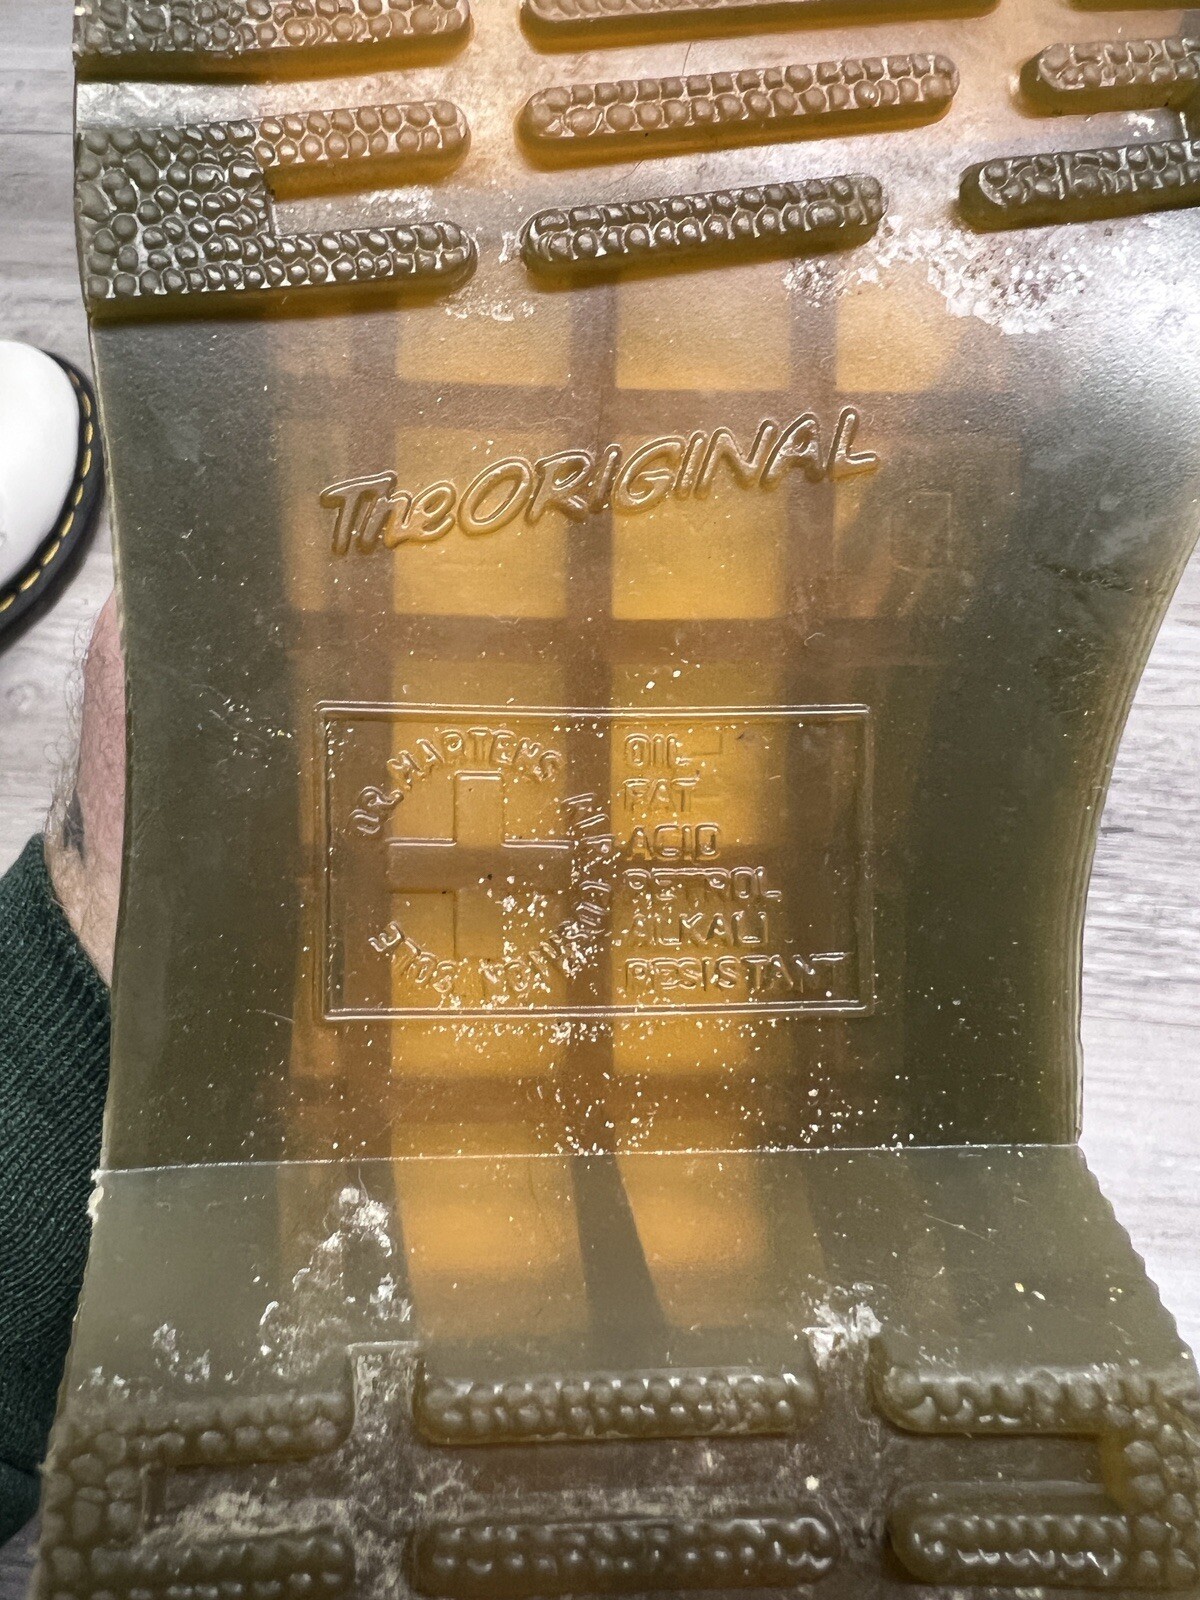 The ORIGINAL
DR. MARTENS
AIR CUSHION SOLE
OIL
FAT
ACID
PETROL
ALKALI
RESISTANT